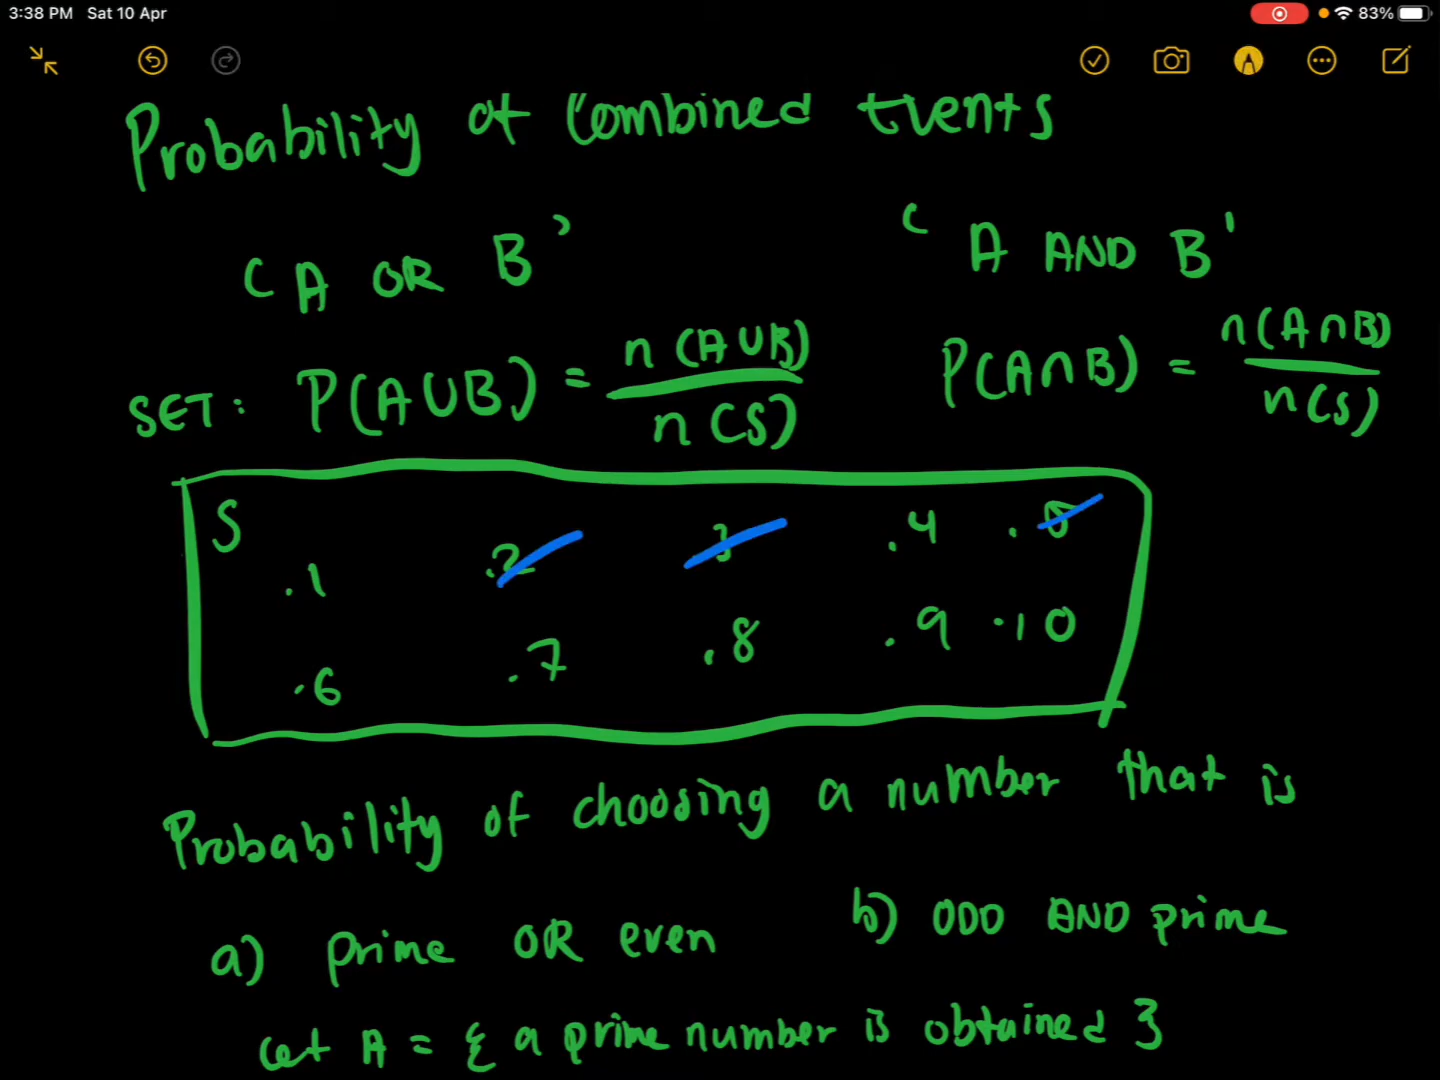 3:38 PM Sat 10 Apr 83%
Probability of Combined Events
'A OR B' 'A AND B'
SET: P(A∪B) = n(A∪B) / n(S) P(A∩B) = n(A∩B) / n(S)
S
.1 .2 .3 .4 .5
.6 .7 .8 .9 .10
Probability of choosing a number that is
a) prime OR even b) ODD AND prime
Let A = { a prime number is obtained }